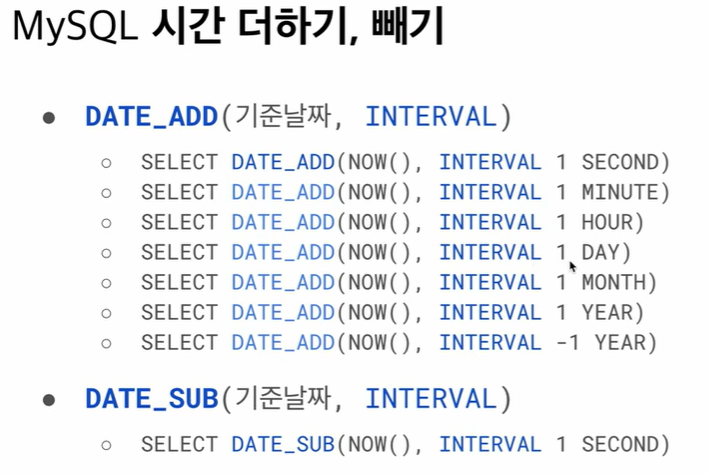 MySQL 시간 더하기, 빼기
● DATE_ADD(기준날짜, INTERVAL)
○ SELECT DATE_ADD(NOW(), INTERVAL 1 SECOND)
○ SELECT DATE_ADD(NOW(), INTERVAL 1 MINUTE)
○ SELECT DATE_ADD(NOW(), INTERVAL 1 HOUR)
○ SELECT DATE_ADD(NOW(), INTERVAL 1 DAY)
○ SELECT DATE_ADD(NOW(), INTERVAL 1 MONTH)
○ SELECT DATE_ADD(NOW(), INTERVAL 1 YEAR)
○ SELECT DATE_ADD(NOW(), INTERVAL -1 YEAR)
● DATE_SUB(기준날짜, INTERVAL)
○ SELECT DATE_SUB(NOW(), INTERVAL 1 SECOND)